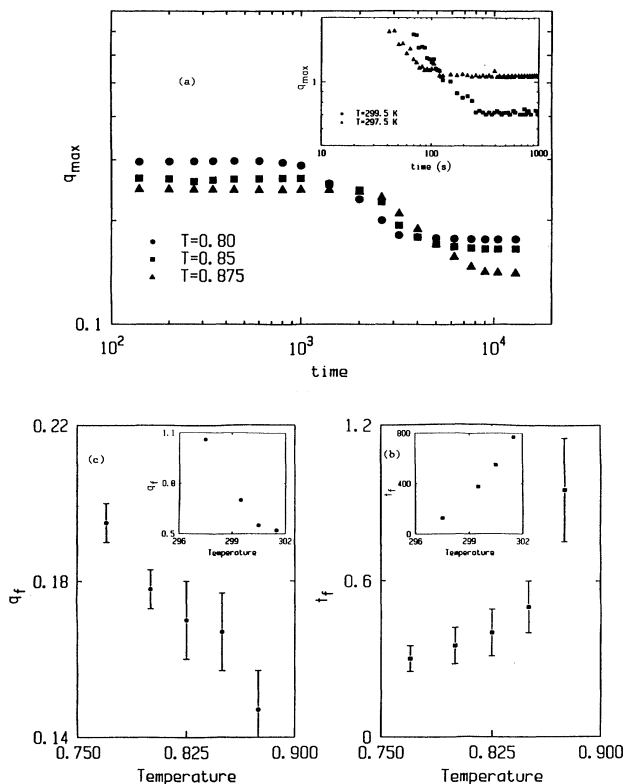 (a)
q_max
time
10^2
10^3
10^4
0.1
T=0.80
T=0.85
T=0.875
q_max
1
T=299.5 K
T=297.5 K
10
100
1000
time (s)
0.22
(c)
1.1
q_f
0.8
0.5
296
299
302
Temperature
q_f
0.18
0.14
0.750
0.825
0.900
Temperature
1.2
800
(b)
t_f
400
0
296
299
302
Temperature
t_f
0.6
0
0.750
0.825
0.900
Temperature